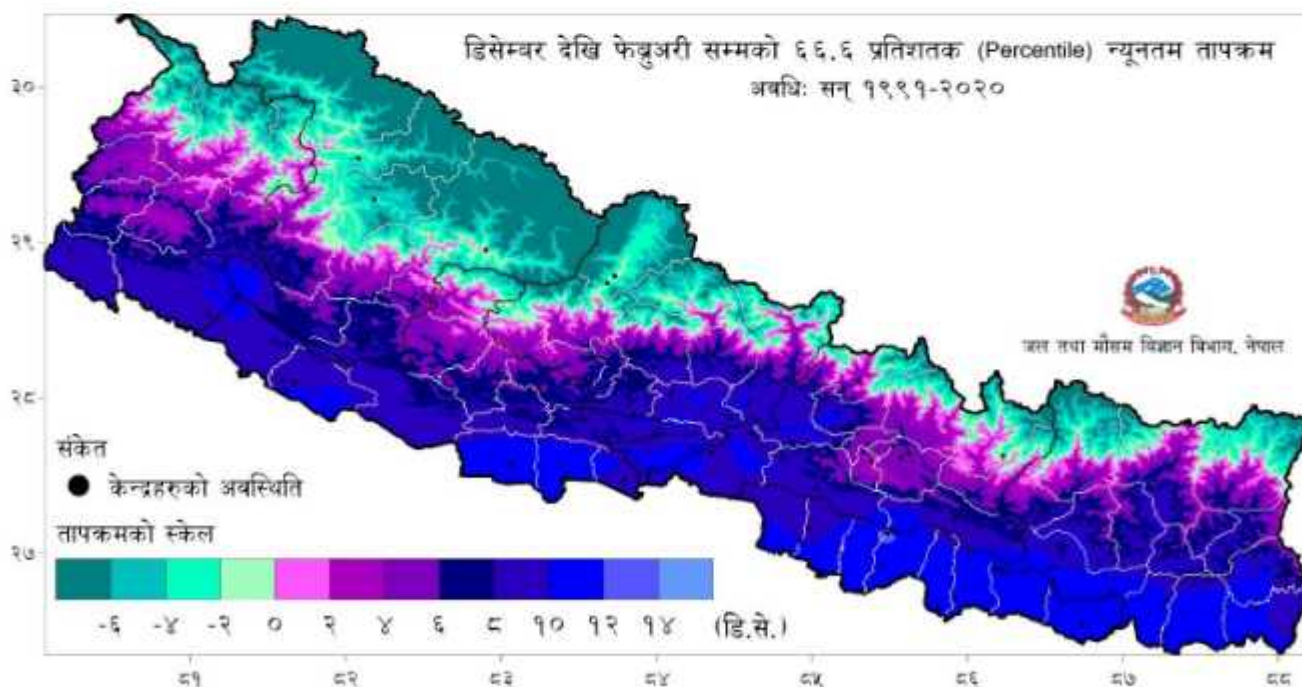 डिसेम्बर देखि फेब्रुअरी सम्मको ६६.६ प्रतिशतक (Percentile) न्यूनतम तापक्रम
अवधिः सन् १९९१-२०२०
३०
२९
जल तथा मौसम विज्ञान विभाग, नेपाल
२८
संकेत
केन्द्रहरुको अवस्थिति
तापक्रमको स्केल
२७
-६ -४ -२ ० २ ४ ६ ८ १० १२ १४ (डि.से.)
८१ ८२ ८३ ८४ ८५ ८६ ८७ ८८